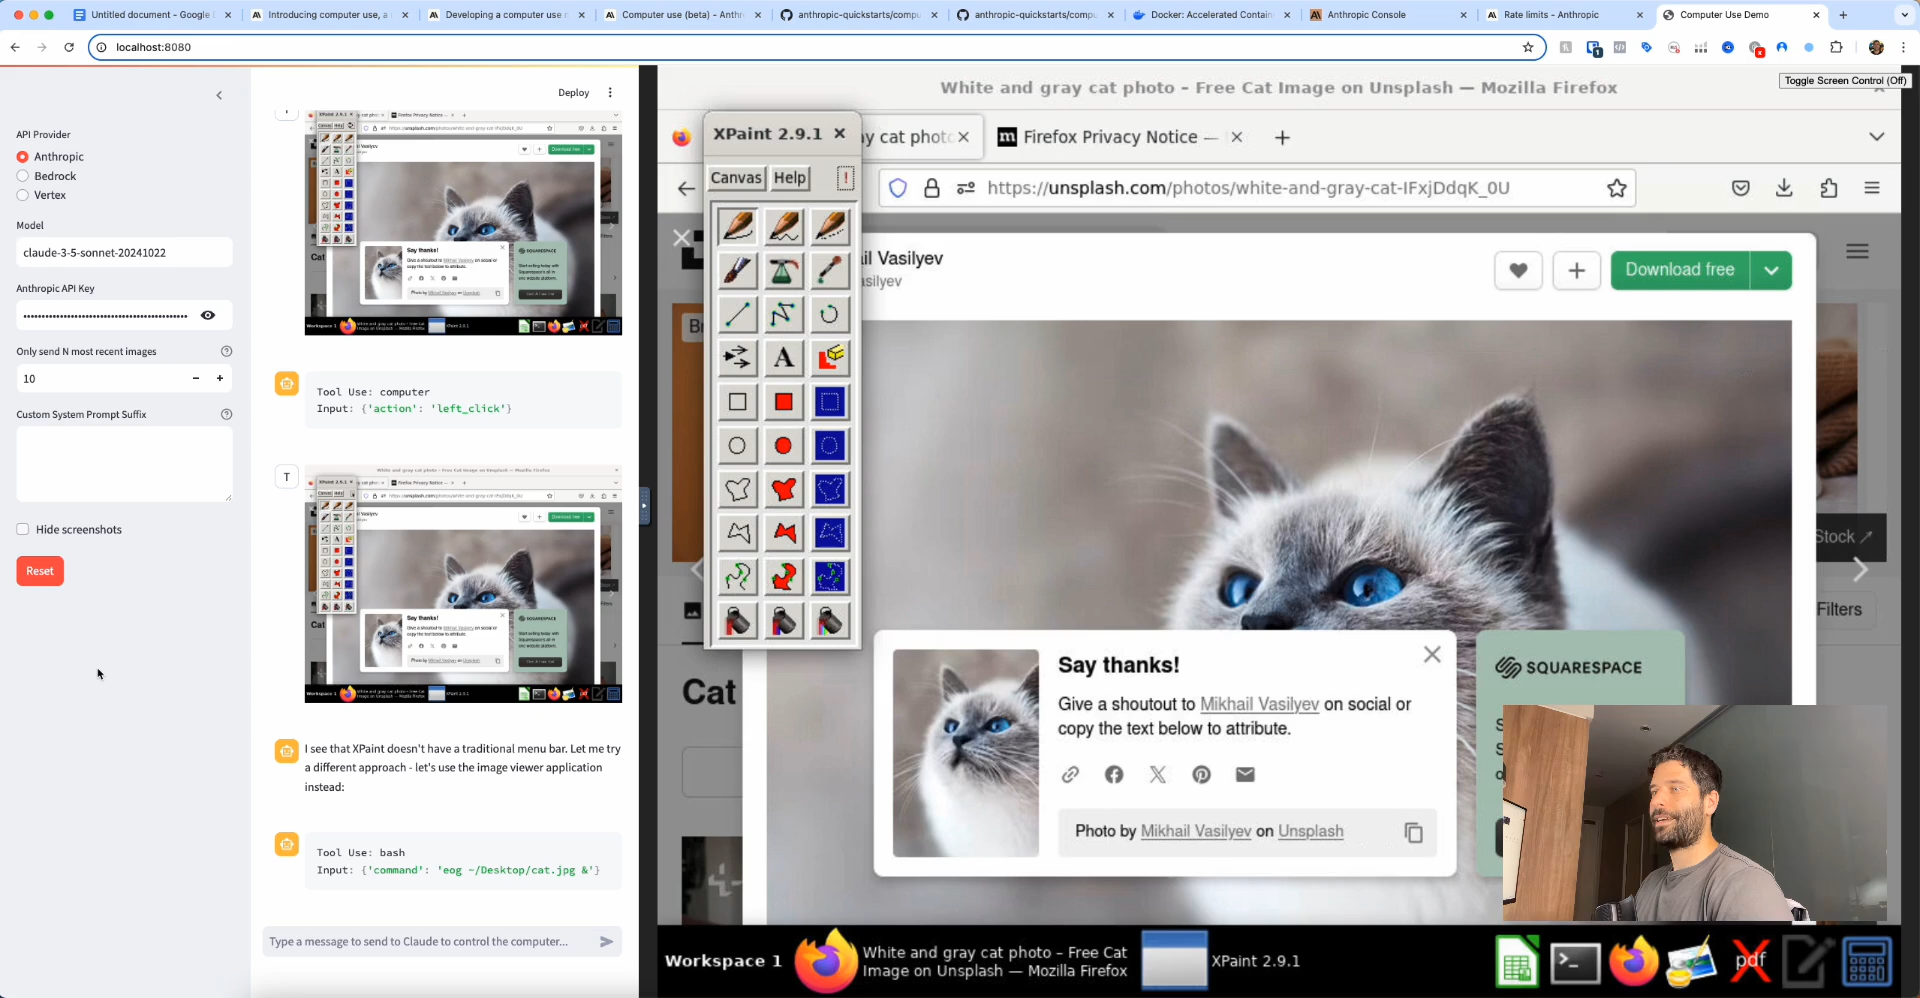 Untitled document - Google
Introducing computer use, a
Developing a computer use
Computer use (beta) - Anthr
anthropic-quickstarts/compu
anthropic-quickstarts/compu
Docker: Accelerated Contain
Anthropic Console
Rate limits - Anthropic
Computer Use Demo
localhost:8080
API Provider
Anthropic
Bedrock
Vertex
Model
claude-3-5-sonnet-20241022
Anthropic API Key
Only send N most recent images
10
Custom System Prompt Suffix
Hide screenshots
Reset
Deploy
Tool Use: computer
Input: {'action': 'left_click'}
T
I see that XPaint doesn't have a traditional menu bar. Let me try
a different approach - let's use the image viewer application
instead:
Tool Use: bash
Input: {'command': 'eog ~/Desktop/cat.jpg &'}
Type a message to send to Claude to control the computer...
White and gray cat photo - Free Cat Image on Unsplash — Mozilla Firefox
Toggle Screen Control (Off)
XPaint 2.9.1
Canvas
Help
!
A
y cat phot
Firefox Privacy Notice —
https://unsplash.com/photos/white-and-gray-cat-IFxjDdqK_0U
ail Vasilyev
asilyev
Download free
Br
Stock
Filters
Cat
Say thanks!
Give a shoutout to Mikhail Vasilyev on social or
copy the text below to attribute.
Photo by Mikhail Vasilyev on Unsplash
SQUARESPACE
Workspace 1
White and gray cat photo - Free Cat
Image on Unsplash — Mozilla Firefox
XPaint 2.9.1
pdf